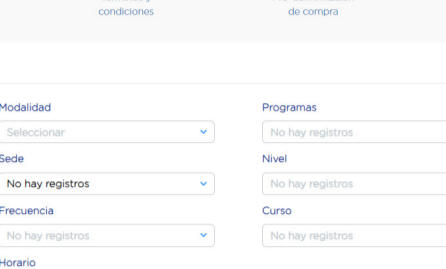 condiciones
de compra
Modalidad
Programas
Seleccionar
No hay registros
Sede
Nivel
No hay registros
No hay registros
Frecuencia
Curso
No hay registros
No hay registros
Horario